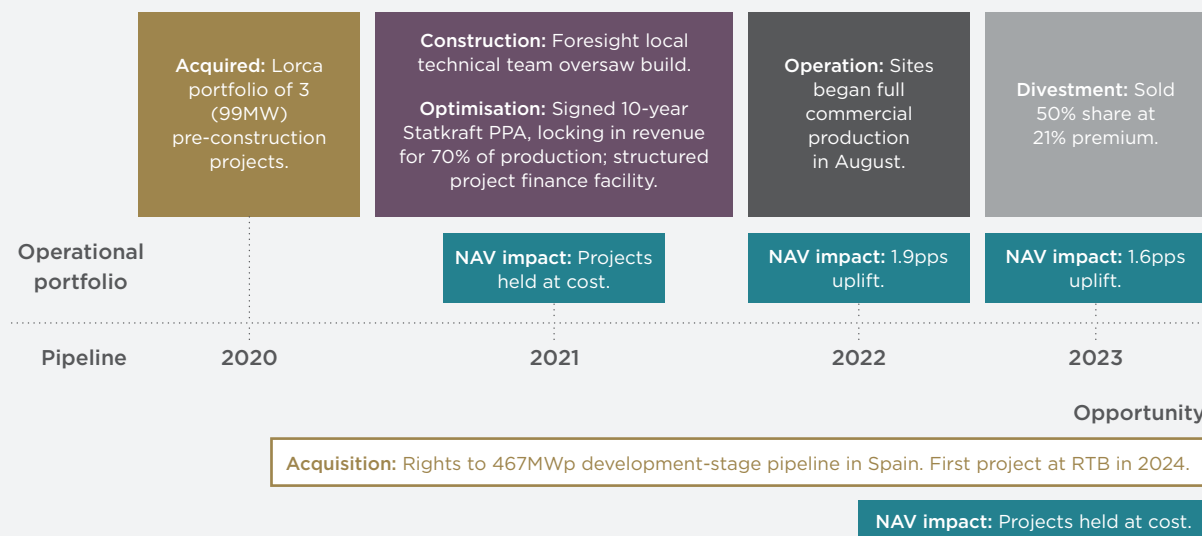 Acquired: Lorca
portfolio of 3
(99MW)
pre-construction
projects.
Construction: Foresight local
technical team oversaw build.
Optimisation: Signed 10-year
Statkraft PPA, locking in revenue
for 70% of production; structured
project finance facility.
Operation: Sites
began full
commercial
production
in August.
Divestment: Sold
50% share at
21% premium.
Operational
portfolio
NAV impact: Projects
held at cost.
NAV impact: 1.9pps
uplift.
NAV impact: 1.6pps
uplift.
Pipeline
2020
2021
2022
2023
Opportunity
Acquisition: Rights to 467MWp development-stage pipeline in Spain. First project at RTB in 2024.
NAV impact: Projects held at cost.